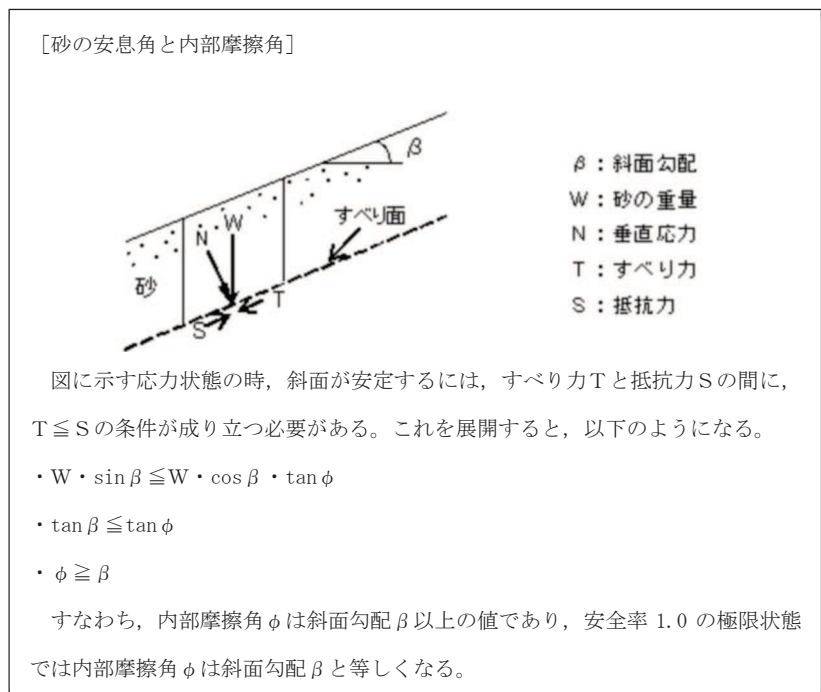 ［砂の安息角と内部摩擦角］
β
β：斜面勾配
W：砂の重量
N：垂直応力
T：すべり力
S：抵抗力
すべり面
W
N
砂
T
S
　図に示す応力状態の時，斜面が安定するには，すべり力Ｔと抵抗力Ｓの間に，
Ｔ≦Ｓの条件が成り立つ必要がある。これを展開すると，以下のようになる。
・W・sinβ≦W・cosβ・tanφ
・tanβ≦tanφ
・φ≧β
　すなわち，内部摩擦角φは斜面勾配β以上の値であり，安全率 1.0 の極限状態
では内部摩擦角φは斜面勾配βと等しくなる。